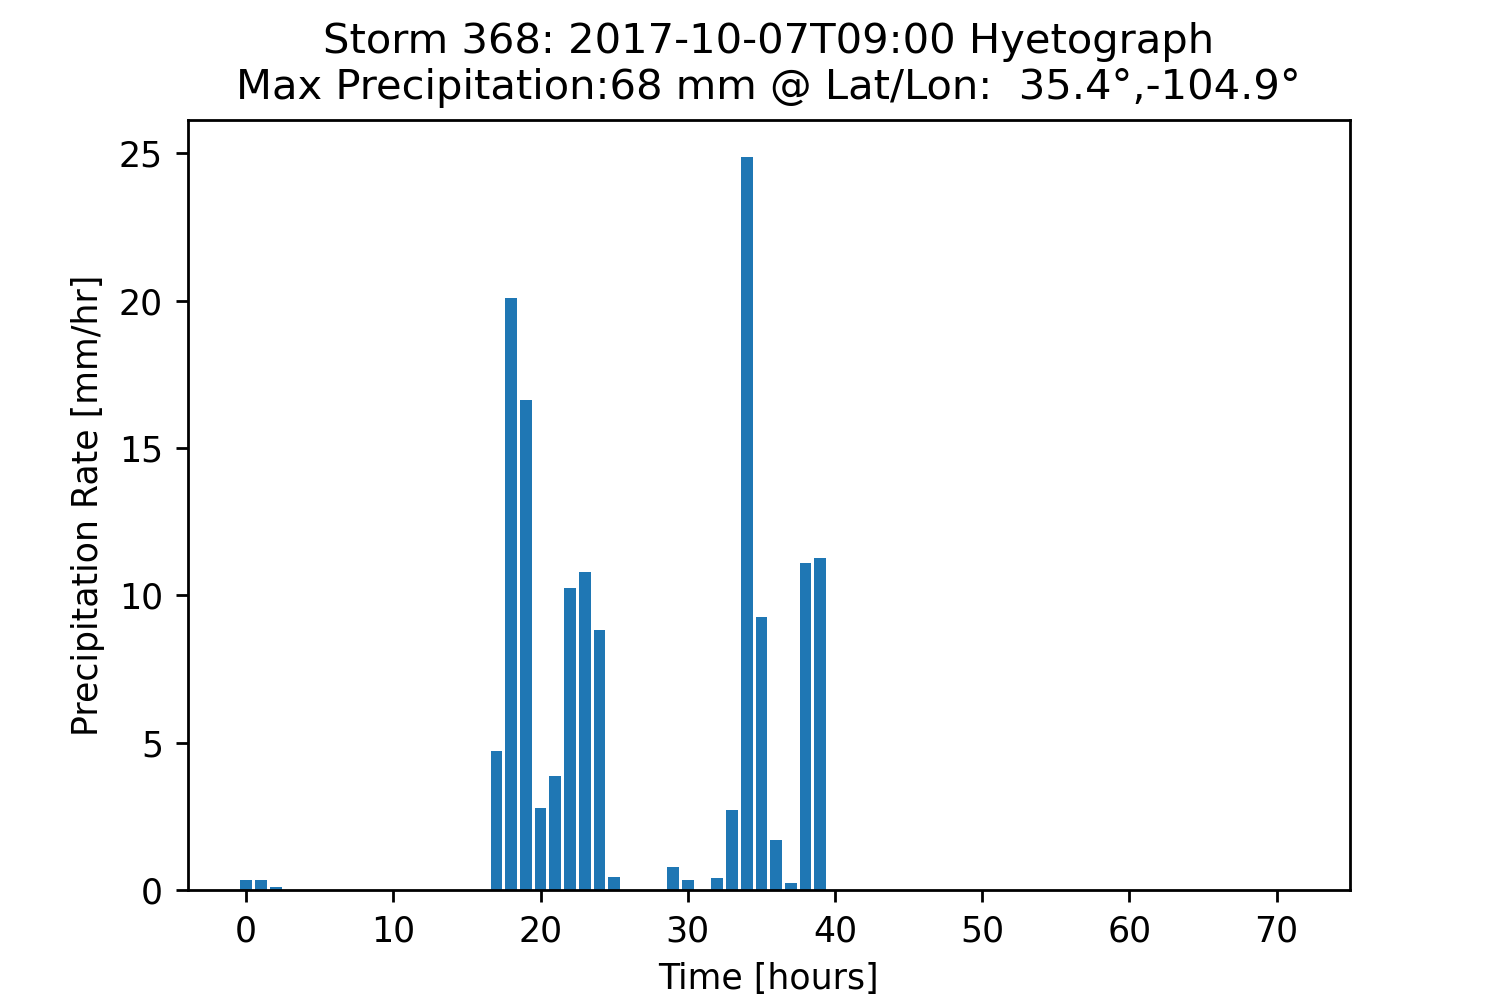 Storm 368: 2017-10-07T09:00 Hyetograph
Max Precipitation:68 mm @ Lat/Lon:  35.4°,-104.9°
25
20
15
10
5
0
Precipitation Rate [mm/hr]
0 10 20 30 40 50 60 70
Time [hours]